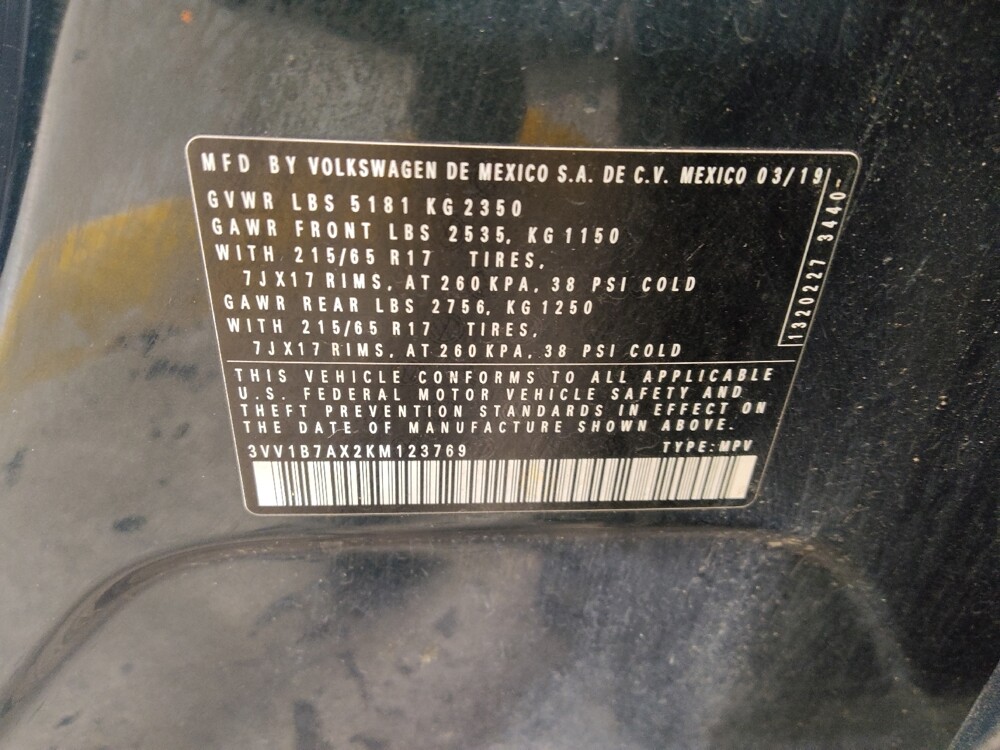 MFD BY VOLKSWAGEN DE MEXICO S.A. DE C.V. MEXICO 03/19
GVWR LBS 5181 KG 2350
GAWR FRONT LBS 2535, KG 1150
WITH 215/65 R17 TIRES,
7JX17 RIMS, AT 260 KPA, 38 PSI COLD
GAWR REAR LBS 2756, KG 1250
WITH 215/65 R17 TIRES,
7JX17 RIMS, AT 260 KPA, 38 PSI COLD
1320227 3440-
THIS VEHICLE CONFORMS TO ALL APPLICABLE
U.S. FEDERAL MOTOR VEHICLE SAFETY AND
THEFT PREVENTION STANDARDS IN EFFECT ON
THE DATE OF MANUFACTURE SHOWN ABOVE.
3VV1B7AX2KM123769 TYPE:MPV